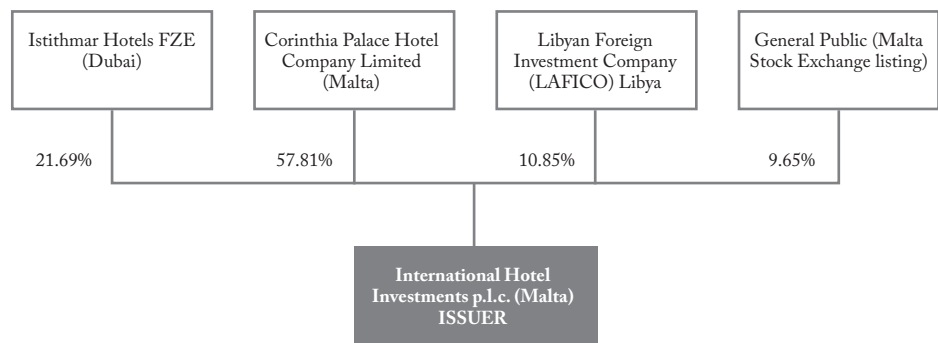 Istithmar Hotels FZE
(Dubai)
Corinthia Palace Hotel
Company Limited
(Malta)
Libyan Foreign
Investment Company
(LAFICO) Libya
General Public (Malta
Stock Exchange listing)
21.69%
57.81%
10.85%
9.65%
International Hotel
Investments p.l.c. (Malta)
ISSUER